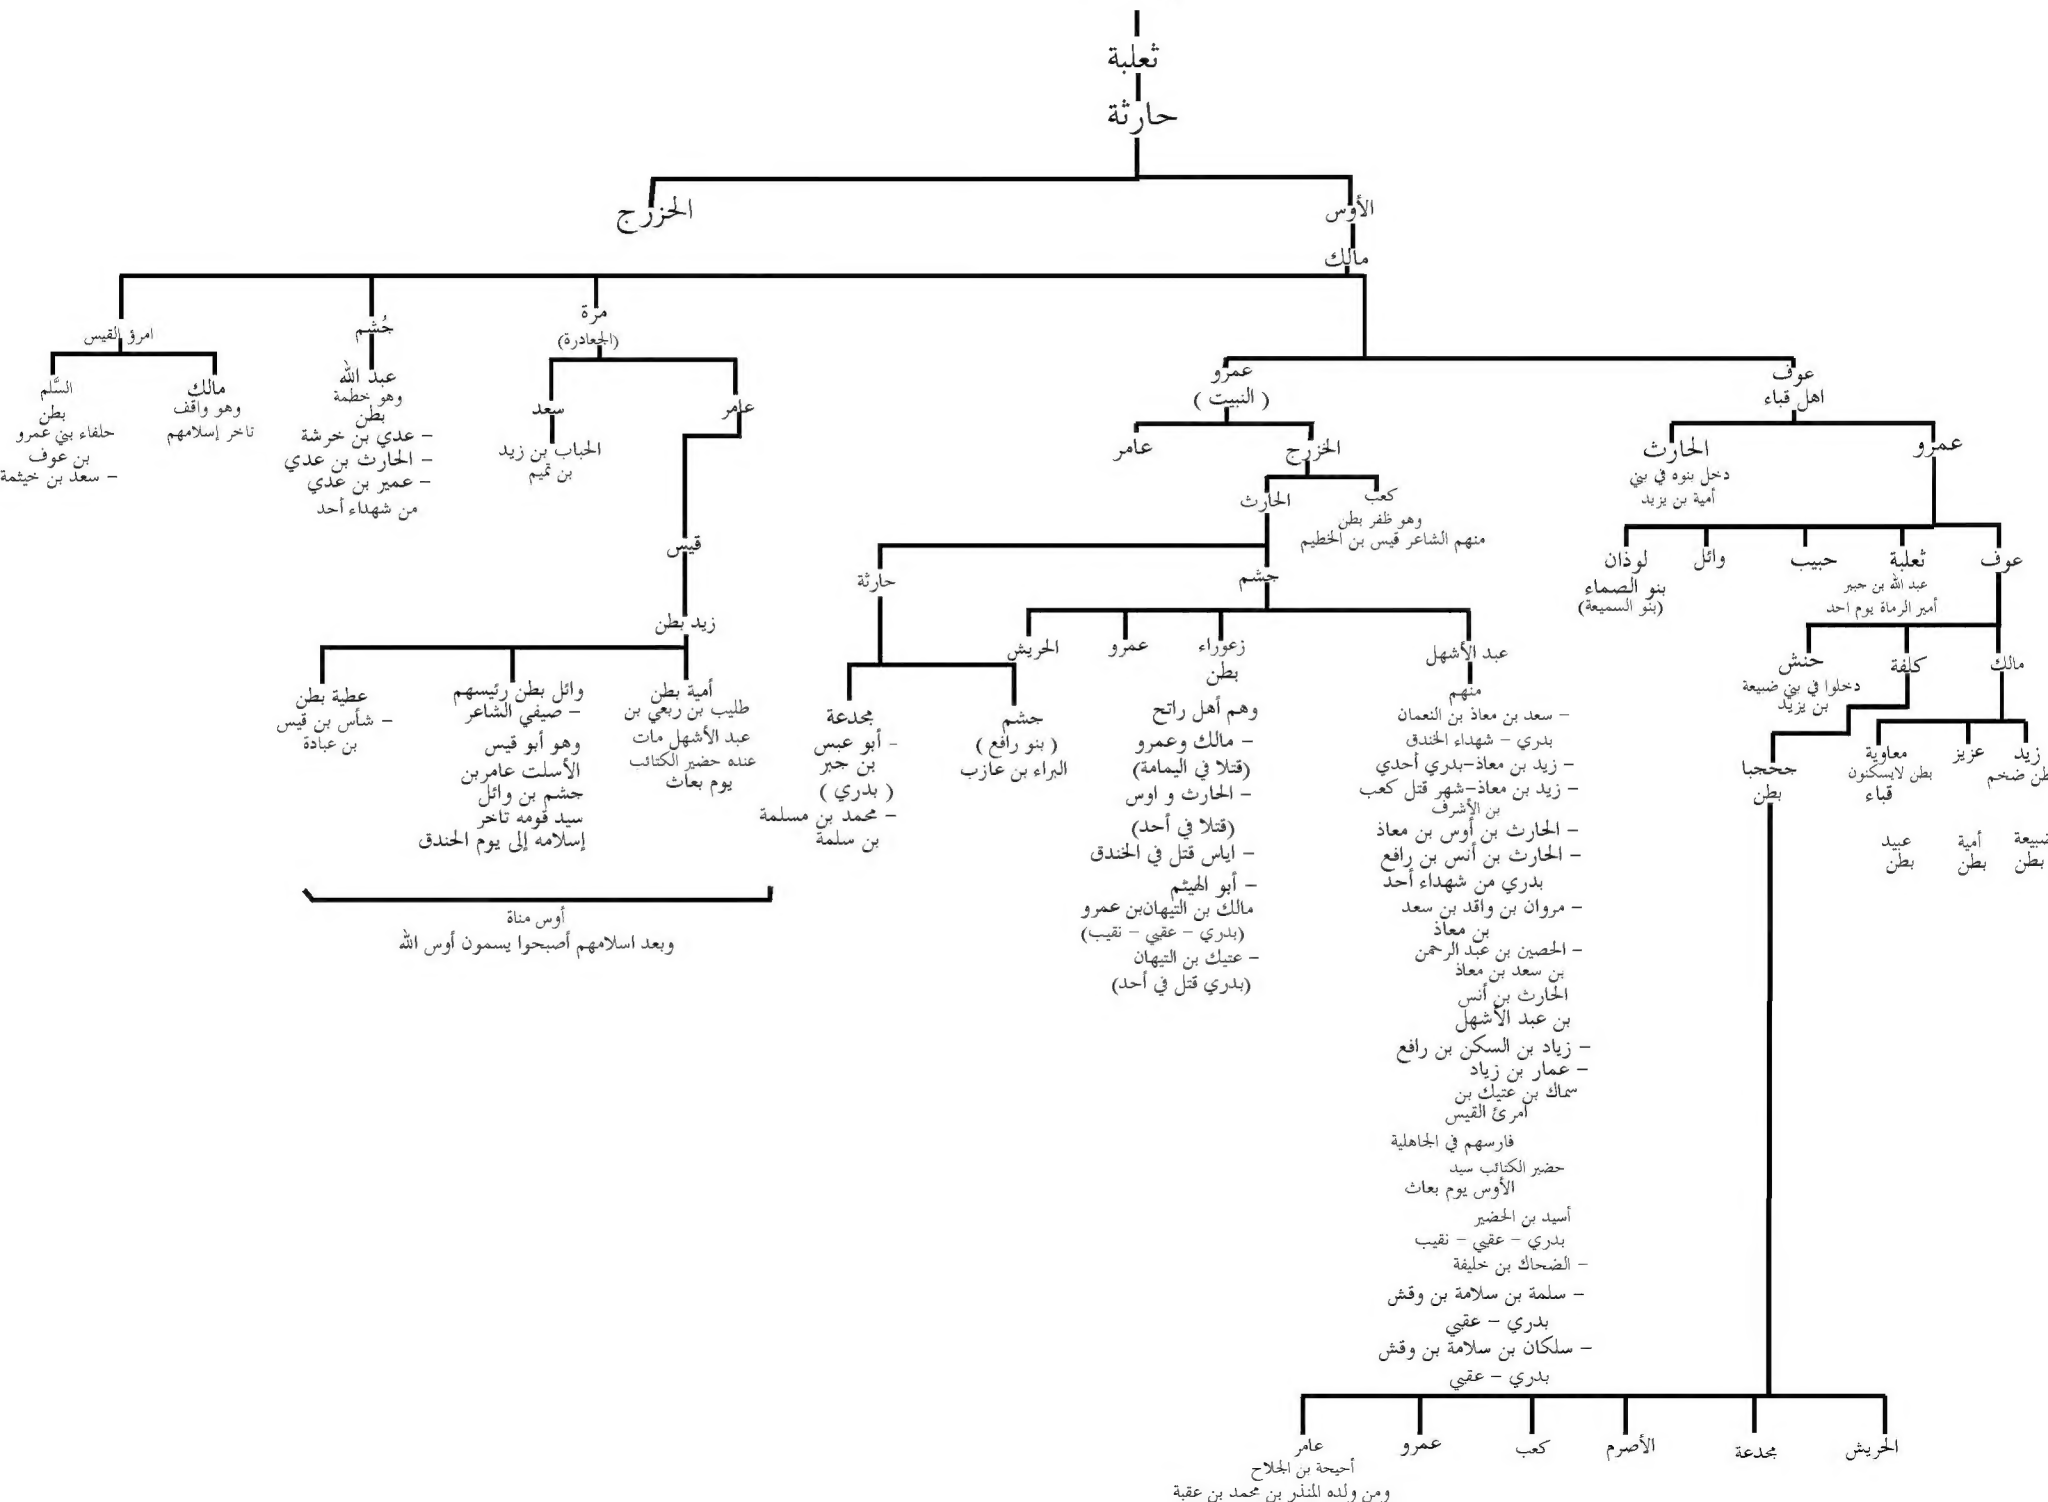 ثعلبة
حارثة
الأوس
الخزرج
مالك
عوف
اهل قباء
عمرو
( النبيت )
مرة
(الجعادرة)
جُشم
امرؤ القيس
عمرو
الحارث
دخل بنوه في بني
أمية بن يزيد
عوف
ثعلبة
عبد الله بن جبير
أمير الرماة يوم احد
حبيب
وائل
لوذان
بنو الصماء
(بنو السميعة)
مالك
كلفة
حنش
دخلوا في بني ضبيعة
بن يزيد
زيد
طن ضخم
عزيز
معاوية
بطن لايسكنون
قباء
ضبيعة
بطن
أمية
بطن
عبيد
بطن
جحجبا
بطن
الحريش
مجدعة
الأصرم
كعب
عمرو
عامر
أحيحة بن الجلاح
ومن ولده المنذر بن محمد بن عقبة
الخزرج
عامر
كعب
وهو ظفر بطن
منهم الشاعر قيس بن الخطيم
الحارث
جشم
حارثة
عبد الأشهل
منهم
– سعد بن معاذ بن النعمان
بدري – شهداء الخندق
– زيد بن معاذ–بدري أحدي
– زيد بن معاذ–شهر قتل كعب
بن الأشرف
– الحارث بن أوس بن معاذ
– الحارث بن أنس بن رافع
بدري من شهداء أحد
– مروان بن واقد بن سعد
بن معاذ
– الحصين بن عبد الرحمن
بن سعد بن معاذ
الحارث بن أنس
بن عبد الأشهل
– زياد بن السكن بن رافع
– عمار بن زياد
سماك بن عتيك بن
امرئ القيس
فارسهم في الجاهلية
حضير الكتائب سيد
الأوس يوم بعاث
أسيد بن الحضير
بدري – عقبي – نقيب
– الضحاك بن خليفة
– سلمة بن سلامة بن وقش
بدري – عقبي
– سلكان بن سلامة بن وقش
بدري – عقبي
زعوراء
بطن
وهم أهل راتح
– مالك وعمرو
(قتلا في اليمامة)
– الحارث و اوس
(قتلا في أحد)
– اياس قتل في الخندق
– أبو الهيثم
مالك بن التيهان‌بن عمرو
(بدري – عقبي – نقيب)
– عتيك بن التيهان
(بدري قتل في أحد)
عمرو
الحريش
جشم
( بنو رافع )
البراء بن عازب
مجدعة
- أبو عبس
بن جبر
( بدري )
– محمد بن مسلمة
بن سلمة
عامر
سعد
الحباب بن زيد
بن تميم
قيس
زيد بطن
أمية بطن
طليب بن ربعي بن
عبد الأشهل مات
عنده حضير الكتائب
يوم بعاث
وائل بطن رئيسهم
– صيفي الشاعر
وهو أبو قيس
الأسلت عامر بن
جشم بن وائل
سيد قومه تاخر
إسلامه إلى يوم الخندق
عطية بطن
– شأس بن قيس
بن عبادة
عبد الله
وهو خطمة
بطن
– عدي بن خرشة
– الحارث بن عدي
– عمير بن عدي
من شهداء أحد
مالك
وهو واقف
تاخر إسلامهم
السَّلم
بطن
حلفاء بني عمرو
بن عوف
– سعد بن خيثمة
أوس مناة
وبعد اسلامهم أصبحوا يسمون أوس الله